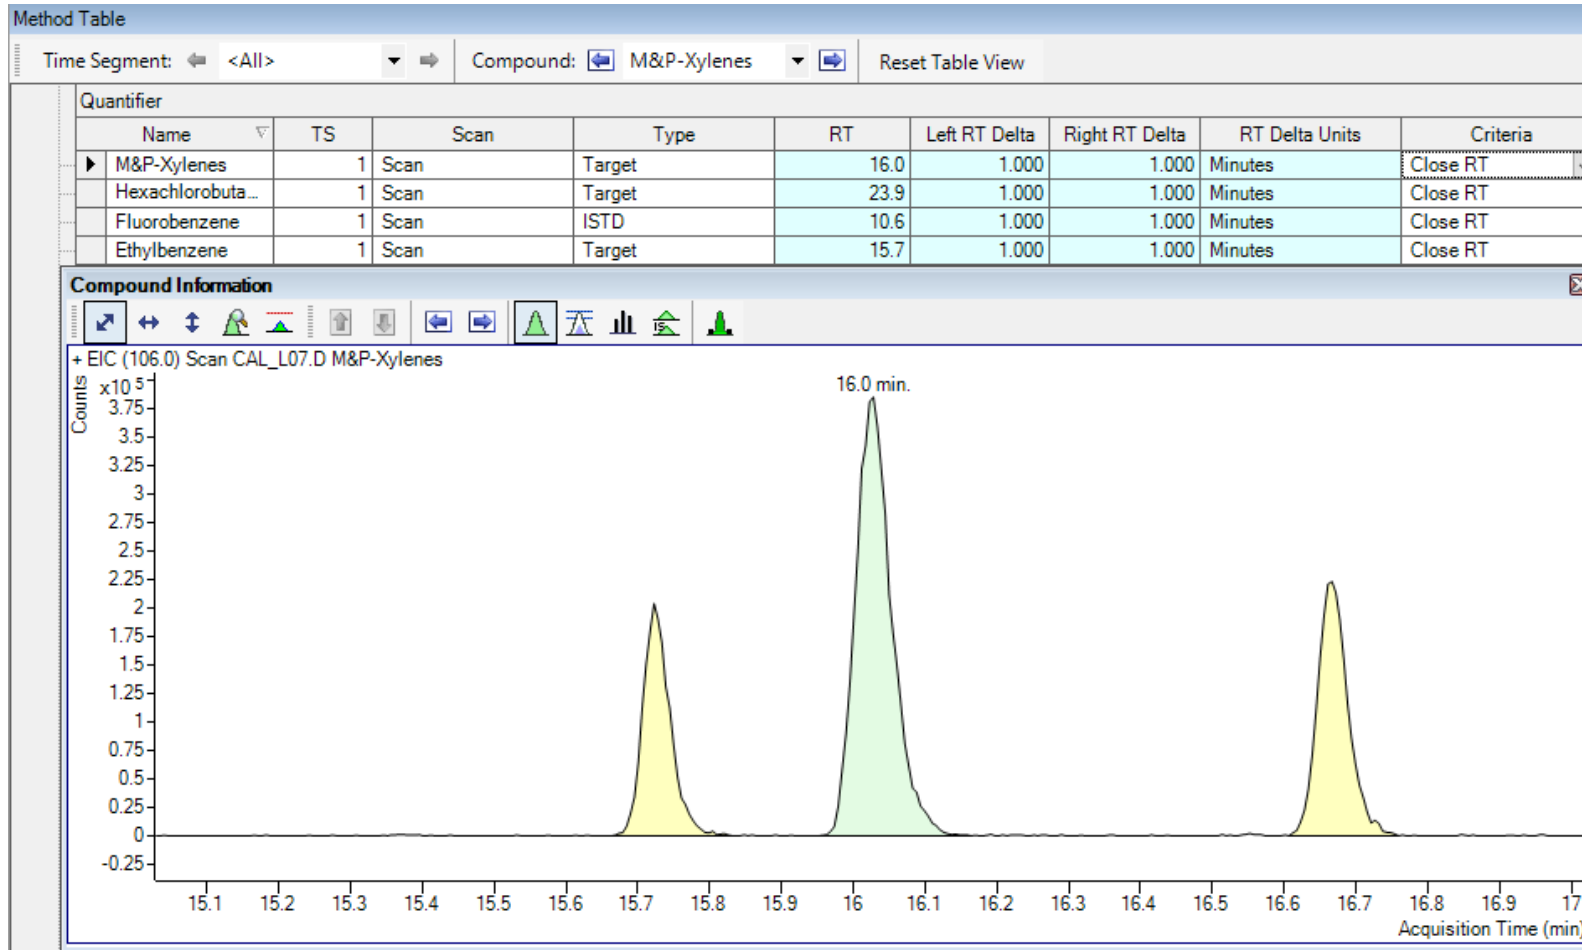 Method Table
Time Segment: <All> Compound: M&P-Xylenes Reset Table View
Quantifier
Name TS Scan Type RT Left RT Delta Right RT Delta RT Delta Units Criteria
M&P-Xylenes 1 Scan Target 16.0 1.000 1.000 Minutes Close RT
Hexachlorobuta... 1 Scan Target 23.9 1.000 1.000 Minutes Close RT
Fluorobenzene 1 Scan ISTD 10.6 1.000 1.000 Minutes Close RT
Ethylbenzene 1 Scan Target 15.7 1.000 1.000 Minutes Close RT
Compound Information
IS
+ EIC (106.0) Scan CAL_L07.D M&P-Xylenes
Counts
x10 5
16.0 min.
3.75
3.5
3.25
3
2.75
2.5
2.25
2
1.75
1.5
1.25
1
0.75
0.5
0.25
0
-0.25
15.1 15.2 15.3 15.4 15.5 15.6 15.7 15.8 15.9 16 16.1 16.2 16.3 16.4 16.5 16.6 16.7 16.8 16.9 17
Acquisition Time (min)